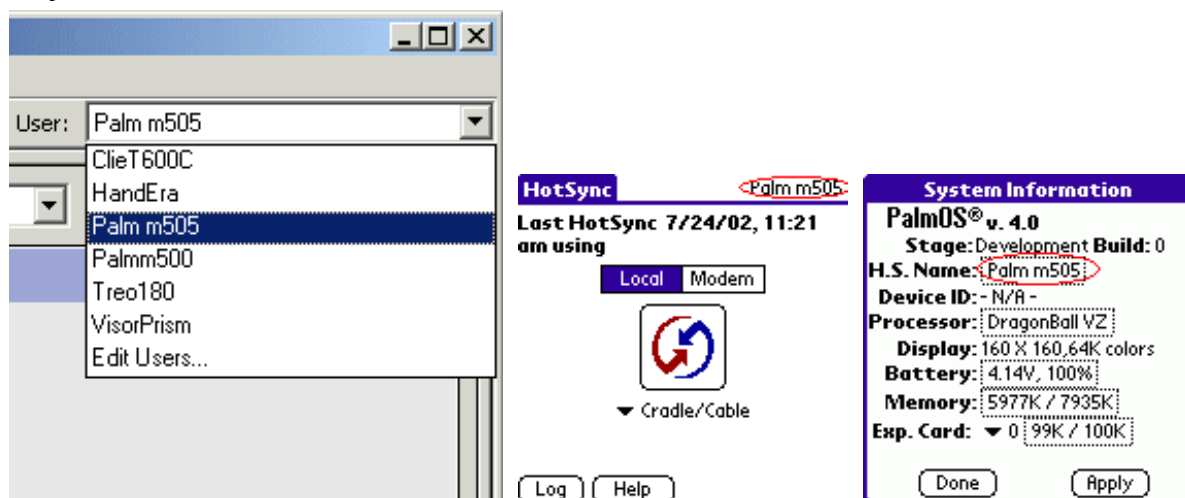 User: Palm m505
ClieT600C
HandEra
Palm m505
Palmm500
Treo180
VisorPrism
Edit Users...
HotSync Palm m505
Last HotSync 7/24/02, 11:21
am using
Local Modem
Cradle/Cable
Log Help
System Information
PalmOS® v. 4.0
Stage: Development Build: 0
H.S. Name: Palm m505
Device ID: - N/A -
Processor: DragonBall VZ
Display: 160 X 160,64K colors
Battery: 4.14V, 100%
Memory: 5977K / 7935K
Exp. Card: 0 99K / 100K
Done Apply